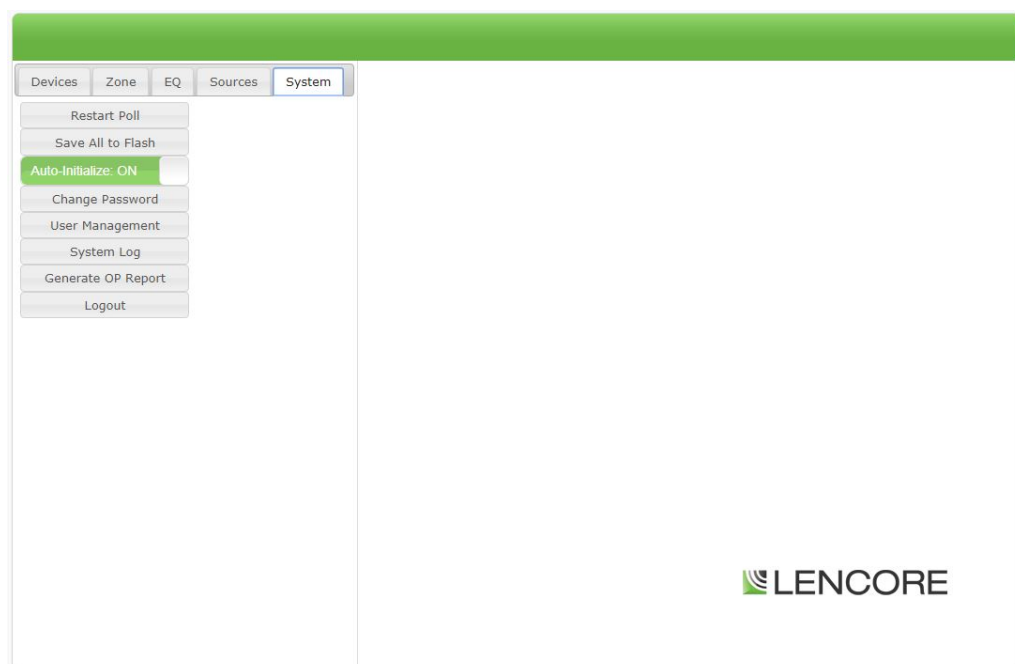 Devices Zone EQ Sources System
Restart Poll
Save All to Flash
Auto-Initialize: ON
Change Password
User Management
System Log
Generate OP Report
Logout
LENCORE